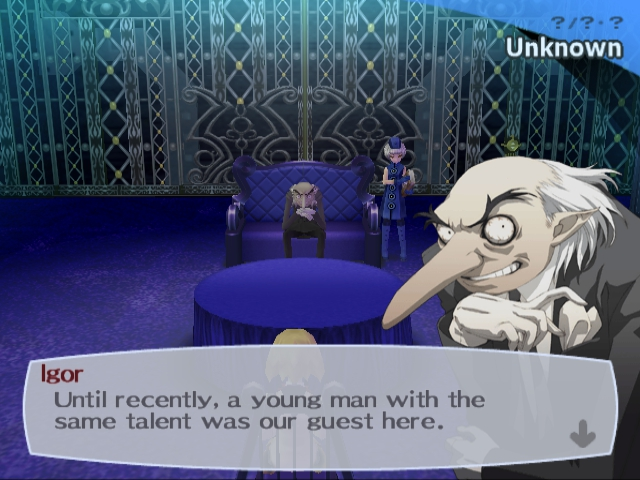 ?/?・?
Unknown
Igor
Until recently, a young man with the
same talent was our guest here.